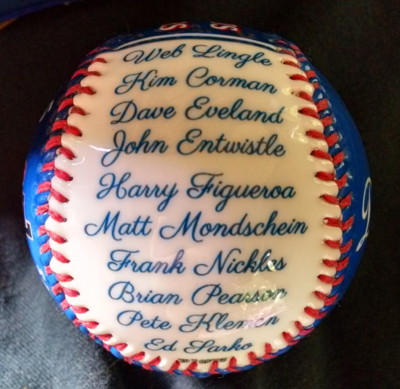 Web Lingle
Kim Corman
Dave Eveland
John Entwistle
Harry Figueroa
Matt Mondschein
Frank Nickles
Brian Pearson
Pete Klemen
Ed Sarko